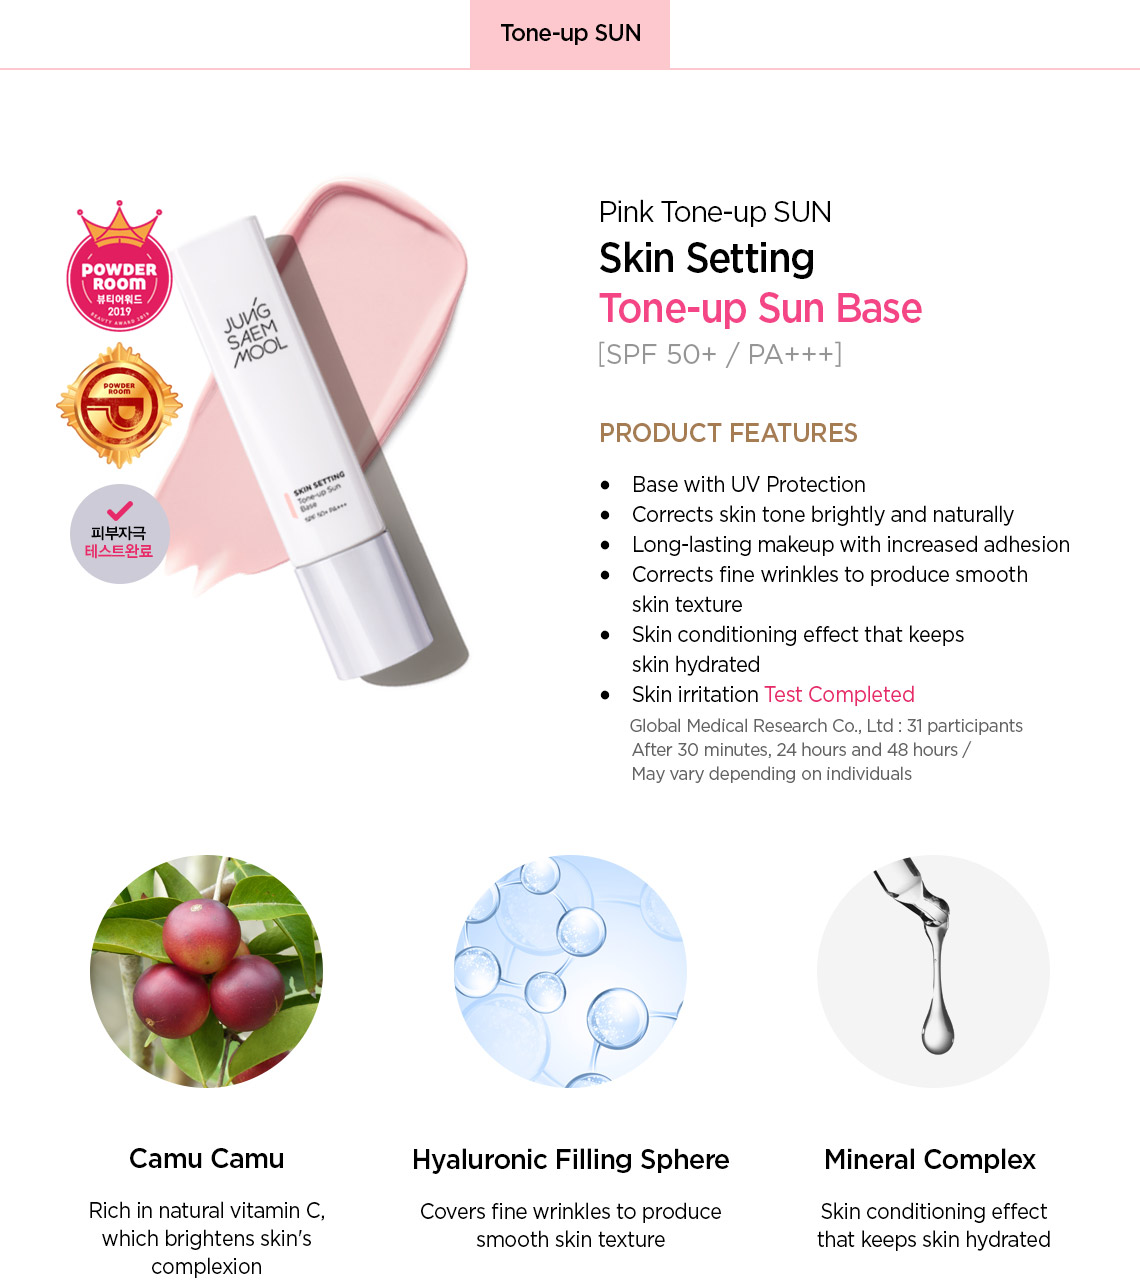 Tone-up SUN
POWDER
ROOM
뷰티어워드
2019
BEAUTY AWARD 2019
POWDER
ROOM
피부자극
테스트완료
JUNG
SAEM
MOOL
SKIN SETTING
Tone-up Sun
Base
SPF 50+ PA+++
Pink Tone-up SUN
Skin Setting
Tone-up Sun Base
[SPF 50+ / PA+++]
PRODUCT FEATURES
• Base with UV Protection
• Corrects skin tone brightly and naturally
• Long-lasting makeup with increased adhesion
• Corrects fine wrinkles to produce smooth
skin texture
• Skin conditioning effect that keeps
skin hydrated
• Skin irritation Test Completed
Global Medical Research Co., Ltd : 31 participants
After 30 minutes, 24 hours and 48 hours /
May vary depending on individuals
Camu Camu
Rich in natural vitamin C,
which brightens skin's
complexion
Hyaluronic Filling Sphere
Covers fine wrinkles to produce
smooth skin texture
Mineral Complex
Skin conditioning effect
that keeps skin hydrated